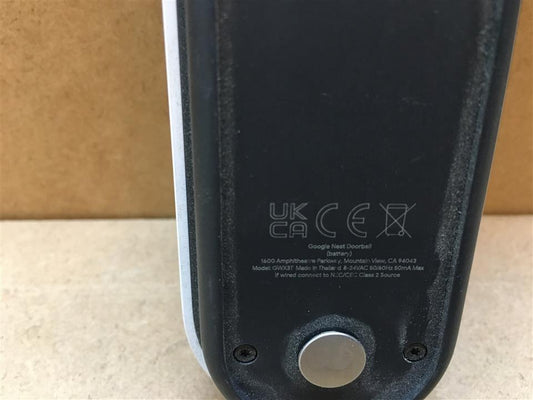 UK
CA CE
Google Nest Doorbell
(battery)
1600 Amphitheatre Parkway, Mountain View, CA 94043
Model: GWX3T Made in Thailand 8-24VAC 50/60Hz 50mA Max
If wired connect to NEC/CEC Class 2 Source